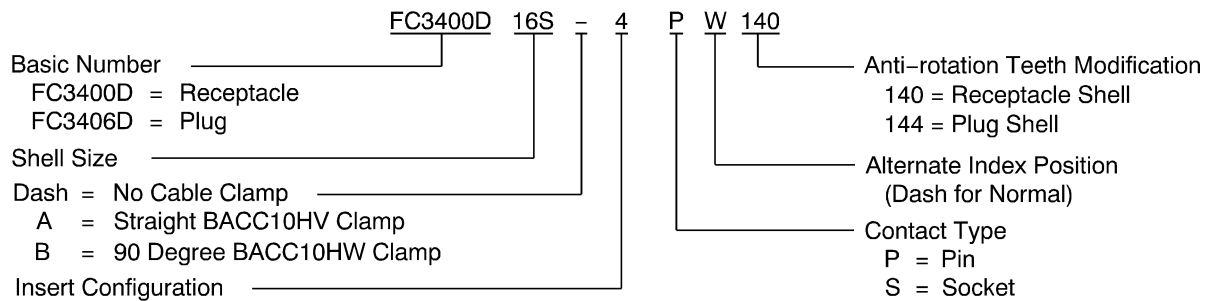 FC3400D 16S – 4 P W 140
Basic Number
FC3400D = Receptacle
FC3406D = Plug
Shell Size
Dash = No Cable Clamp
A = Straight BACC10HV Clamp
B = 90 Degree BACC10HW Clamp
Insert Configuration
Anti–rotation Teeth Modification
140 = Receptacle Shell
144 = Plug Shell
Alternate Index Position
(Dash for Normal)
Contact Type
P = Pin
S = Socket